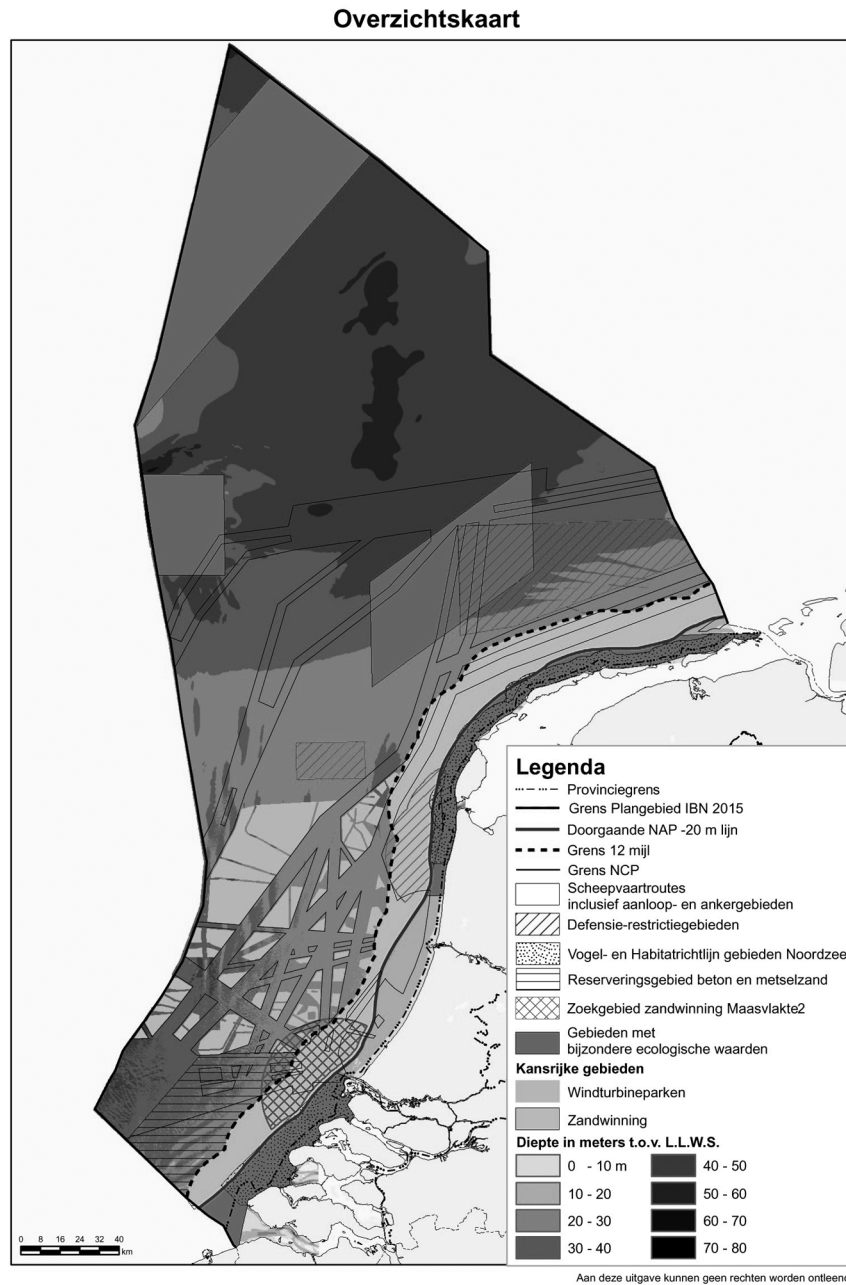 Overzichtskaart
Legenda
Provinciegrens
Grens Plangebied IBN 2015
Doorgaande NAP -20 m lijn
Grens 12 mijl
Grens NCP
Scheepvaartroutes
inclusief aanloop- en ankergebieden
Defensie-restrictiegebieden
Vogel- en Habitatrichtlijn gebieden Noordzee
Reserveringsgebied beton en metselzand
Zoekgebied zandwinning Maasvlakte2
Gebieden met
bijzondere ecologische waarden
Kansrijke gebieden
Windturbineparken
Zandwinning
Diepte in meters t.o.v. L.L.W.S.
0 - 10 m 40 - 50
10 - 20 50 - 60
20 - 30 60 - 70
30 - 40 70 - 80
0 8 16 24 32 40
km
Aan deze uitgave kunnen geen rechten worden ontleend